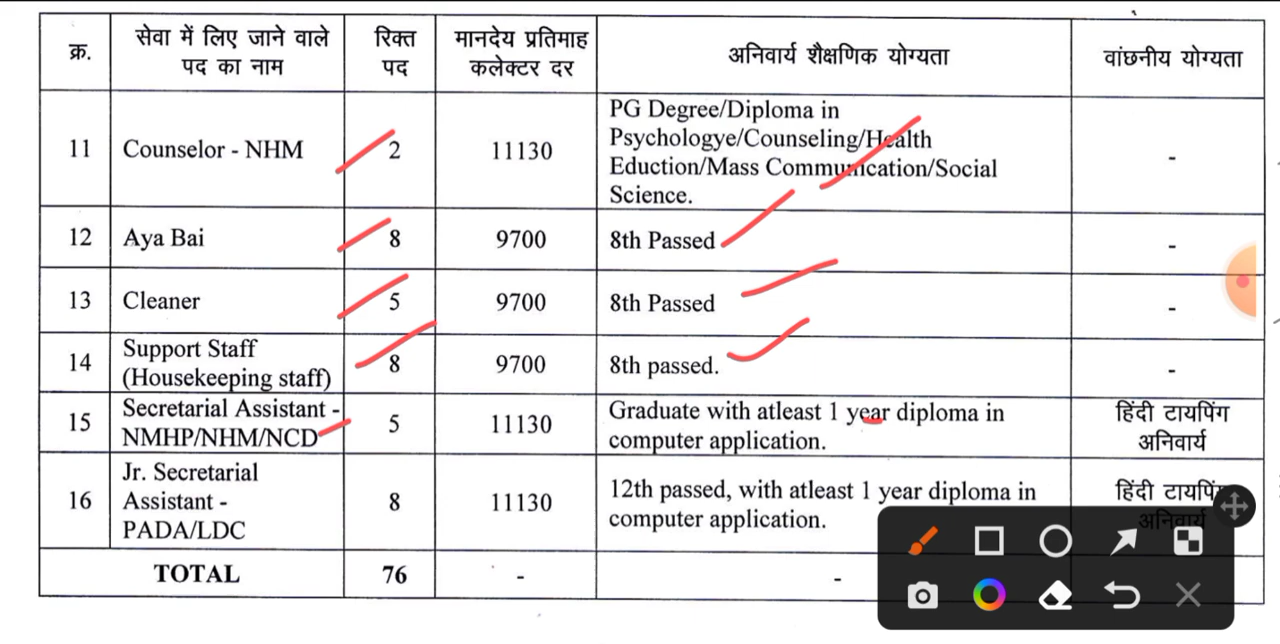 क्र. सेवा में लिए जाने वाले पद का नाम रिक्त पद मानदेय प्रतिमाह कलेक्टर दर अनिवार्य शैक्षणिक योग्यता वांछनीय योग्यता
11 Counselor - NHM 2 11130 PG Degree/Diploma in
Psychologye/Counseling/Health
Eduction/Mass Communication/Social
Science. -
12 Aya Bai 8 9700 8th Passed -
13 Cleaner 5 9700 8th Passed -
14 Support Staff
(Housekeeping staff) 8 9700 8th passed. -
15 Secretarial Assistant -
NMHP/NHM/NCD 5 11130 Graduate with atleast 1 year diploma in
computer application. हिंदी टायपिंग
अनिवार्य
16 Jr. Secretarial
Assistant -
PADA/LDC 8 11130 12th passed, with atleast 1 year diploma in
computer application. हिंदी टायपिंग
अनिवार्य
TOTAL 76 - -